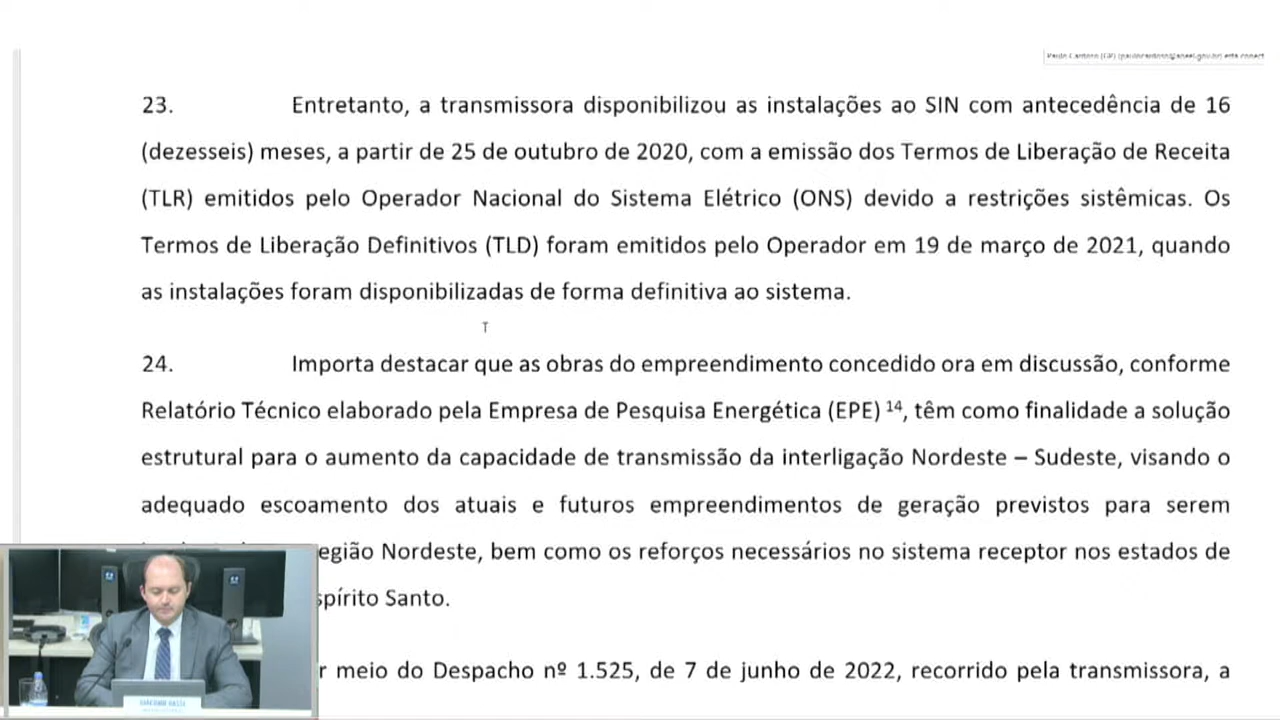 23. Entretanto, a transmissora disponibilizou as instalações ao SIN com antecedência de 16
(dezesseis) meses, a partir de 25 de outubro de 2020, com a emissão dos Termos de Liberação de Receita
(TLR) emitidos pelo Operador Nacional do Sistema Elétrico (ONS) devido a restrições sistêmicas. Os
Termos de Liberação Definitivos (TLD) foram emitidos pelo Operador em 19 de março de 2021, quando
as instalações foram disponibilizadas de forma definitiva ao sistema.
24. Importa destacar que as obras do empreendimento concedido ora em discussão, conforme
Relatório Técnico elaborado pela Empresa de Pesquisa Energética (EPE) 14, têm como finalidade a solução
estrutural para o aumento da capacidade de transmissão da interligação Nordeste – Sudeste, visando o
adequado escoamento dos atuais e futuros empreendimentos de geração previstos para serem
egião Nordeste, bem como os reforços necessários no sistema receptor nos estados de
spírito Santo.
r meio do Despacho nº 1.525, de 7 de junho de 2022, recorrido pela transmissora, a